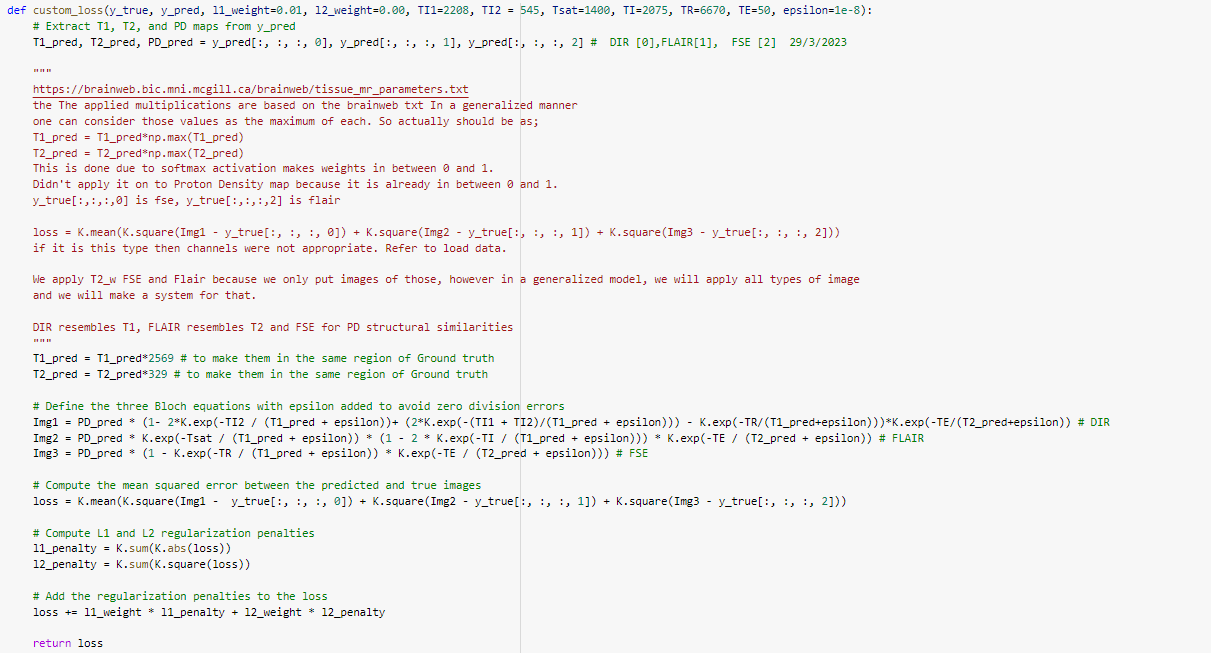 def custom_loss(y_true, y_pred, l1_weight=0.01, l2_weight=0.00, TI1=2208, TI2 = 545, Tsat=1400, TI=2075, TR=6670, TE=50, epsilon=1e-8):
    # Extract T1, T2, and PD maps from y_pred
    T1_pred, T2_pred, PD_pred = y_pred[:, :, :, 0], y_pred[:, :, :, 1], y_pred[:, :, :, 2] #  DIR [0],FLAIR[1],  FSE [2]  29/3/2023
    """
    https://brainweb.bic.mni.mcgill.ca/brainweb/tissue_mr_parameters.txt
    the The applied multiplications are based on the brainweb txt In a generalized manner
    one can consider those values as the maximum of each. So actually should be as;
    T1_pred = T1_pred*np.max(T1_pred)
    T2_pred = T2_pred*np.max(T2_pred)
    This is done due to softmax activation makes weights in between 0 and 1.
    Didn't apply it on to Proton Density map because it is already in between 0 and 1.
    y_true[:,:,:,0] is fse, y_true[:,:,:,2] is flair
    loss = K.mean(K.square(Img1 - y_true[:, :, :, 0]) + K.square(Img2 - y_true[:, :, :, 1]) + K.square(Img3 - y_true[:, :, :, 2]))
    if it is this type then channels were not appropriate. Refer to load data.
    We apply T2_w FSE and Flair because we only put images of those, however in a generalized model, we will apply all types of image
    and we will make a system for that.
    DIR resembles T1, FLAIR resembles T2 and FSE for PD structural similarities
    """
    T1_pred = T1_pred*2569 # to make them in the same region of Ground truth
    T2_pred = T2_pred*329 # to make them in the same region of Ground truth
    # Define the three Bloch equations with epsilon added to avoid zero division errors
    Img1 = PD_pred * (1- 2*K.exp(-TI2 / (T1_pred + epsilon))+ (2*K.exp(-(TI1 + TI2)/(T1_pred + epsilon))) - K.exp(-TR/(T1_pred+epsilon)))*K.exp(-TE/(T2_pred+epsilon)) # DIR
    Img2 = PD_pred * K.exp(-Tsat / (T1_pred + epsilon)) * (1 - 2 * K.exp(-TI / (T1_pred + epsilon))) * K.exp(-TE / (T2_pred + epsilon)) # FLAIR
    Img3 = PD_pred * (1 - K.exp(-TR / (T1_pred + epsilon)) * K.exp(-TE / (T2_pred + epsilon))) # FSE
    # Compute the mean squared error between the predicted and true images
    loss = K.mean(K.square(Img1 -  y_true[:, :, :, 0]) + K.square(Img2 - y_true[:, :, :, 1]) + K.square(Img3 - y_true[:, :, :, 2]))
    # Compute L1 and L2 regularization penalties
    l1_penalty = K.sum(K.abs(loss))
    l2_penalty = K.sum(K.square(loss))
    # Add the regularization penalties to the loss
    loss += l1_weight * l1_penalty + l2_weight * l2_penalty
    return loss